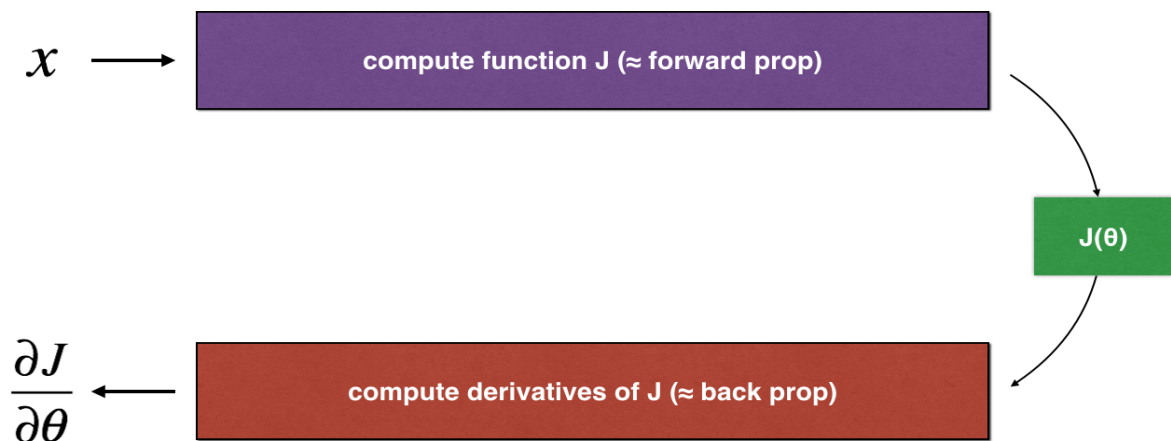 x
compute function J (≈ forward prop)
J(θ)
∂J
∂θ
compute derivatives of J (≈ back prop)